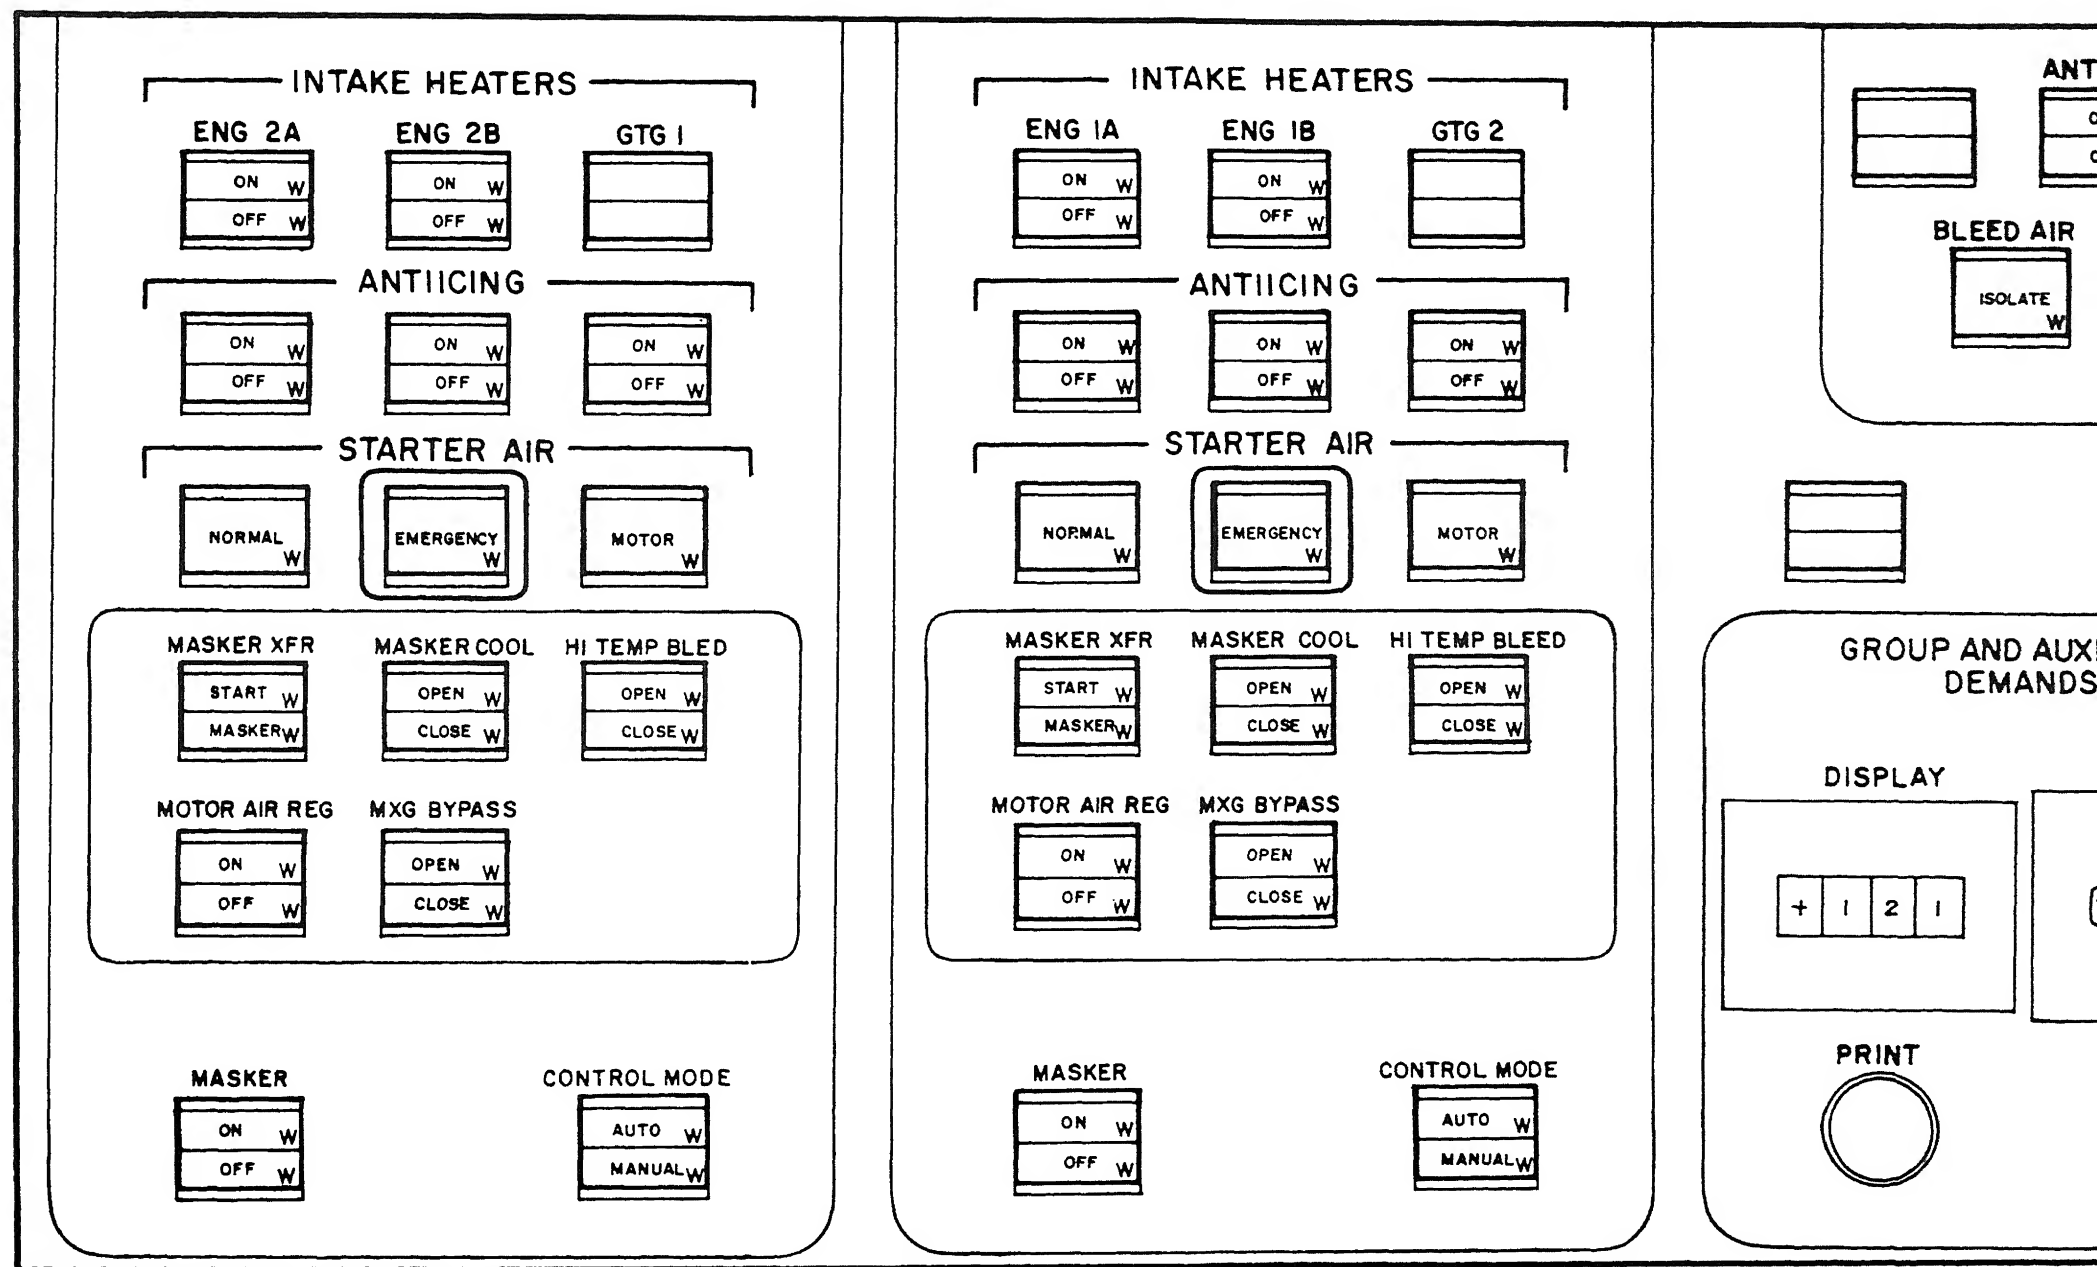 INTAKE HEATERS
ENG 2A ENG 2B GTG 1
ON W ON W
OFF W OFF W
ANTIICING
ON W ON W ON W
OFF W OFF W OFF W
STARTER AIR
NORMAL W EMERGENCY W MOTOR W
MASKER XFR MASKER COOL HI TEMP BLED
START W OPEN W OPEN W
MASKER W CLOSE W CLOSE W
MOTOR AIR REG MXG BYPASS
ON W OPEN W
OFF W CLOSE W
MASKER CONTROL MODE
ON W AUTO W
OFF W MANUAL W
INTAKE HEATERS
ENG 1A ENG 1B GTG 2
ON W ON W
OFF W OFF W
ANTIICING
ON W ON W ON W
OFF W OFF W OFF W
STARTER AIR
NORMAL W EMERGENCY W MOTOR W
MASKER XFR MASKER COOL HI TEMP BLEED
START W OPEN W OPEN W
MASKER W CLOSE W CLOSE W
MOTOR AIR REG MXG BYPASS
ON W OPEN W
OFF W CLOSE W
MASKER CONTROL MODE
ON W AUTO W
OFF W MANUAL W
ANT
BLEED AIR
ISOLATE W
GROUP AND AUX
DEMANDS
DISPLAY
+ 1 2 1
PRINT